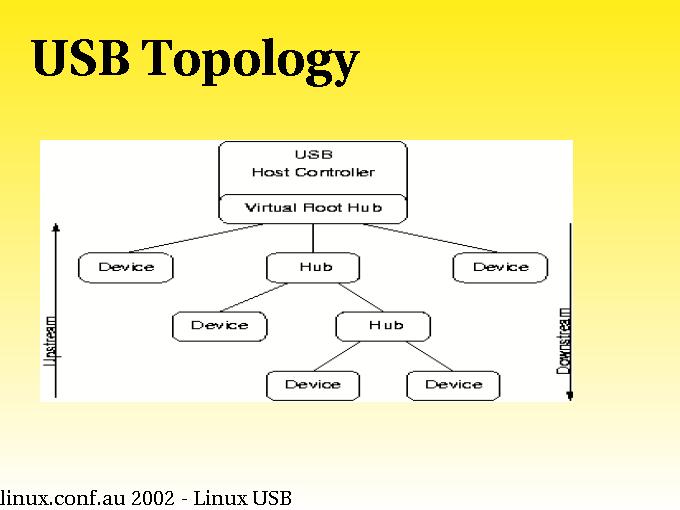 USB Topology
USB
Host Controller
Virtual Root Hub
Device
Hub
Device
Device
Hub
Device
Device
Upstream
Downstream
linux.conf.au 2002 - Linux USB